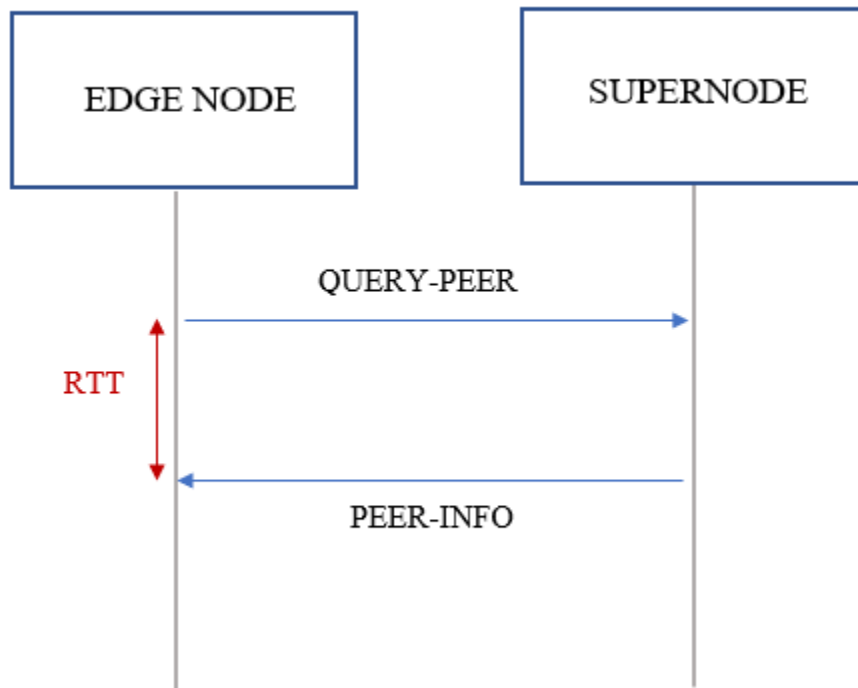 EDGE NODE
SUPERNODE
QUERY-PEER
RTT
PEER-INFO